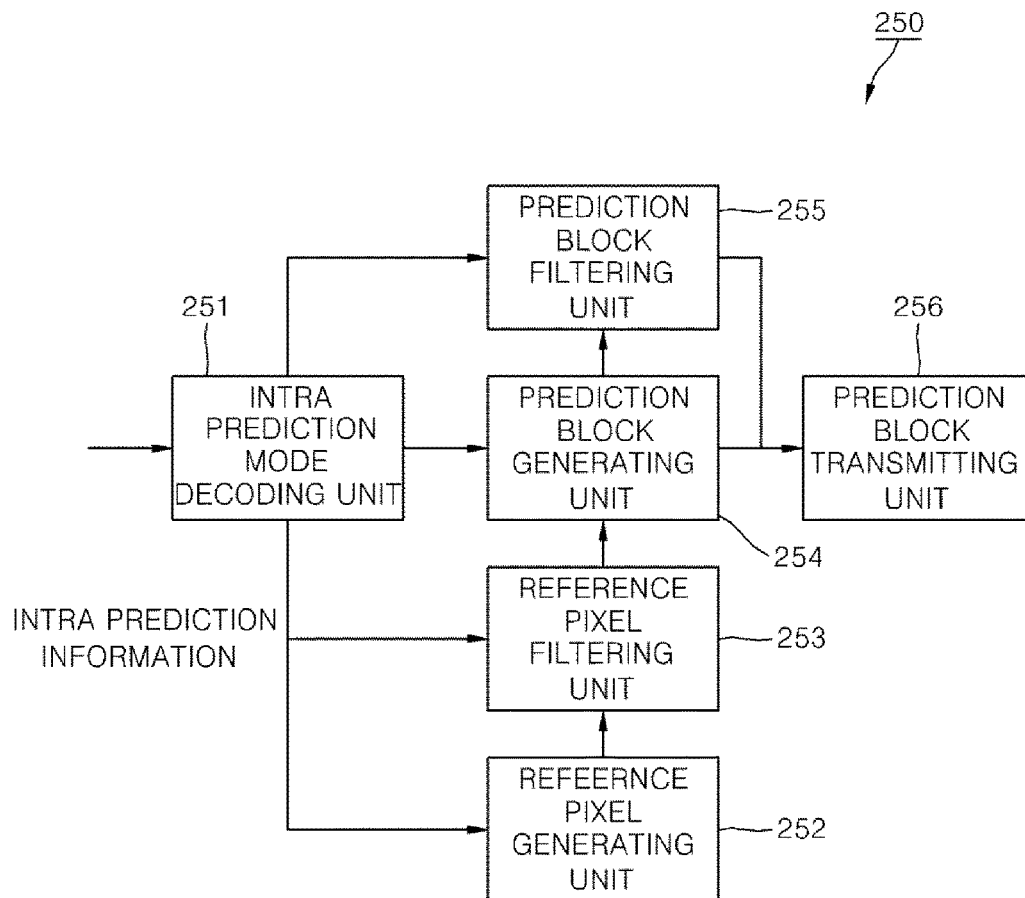 250
PREDICTION
BLOCK
FILTERING
UNIT
255
251
256
INTRA
PREDICTION
MODE
DECODING UNIT
PREDICTION
BLOCK
GENERATING
UNIT
PREDICTION
BLOCK
TRANSMITTING
UNIT
254
INTRA PREDICTION
INFORMATION
REFERENCE
PIXEL
FILTERING
UNIT
253
REFEERNCE
PIXEL
GENERATING
UNIT
252